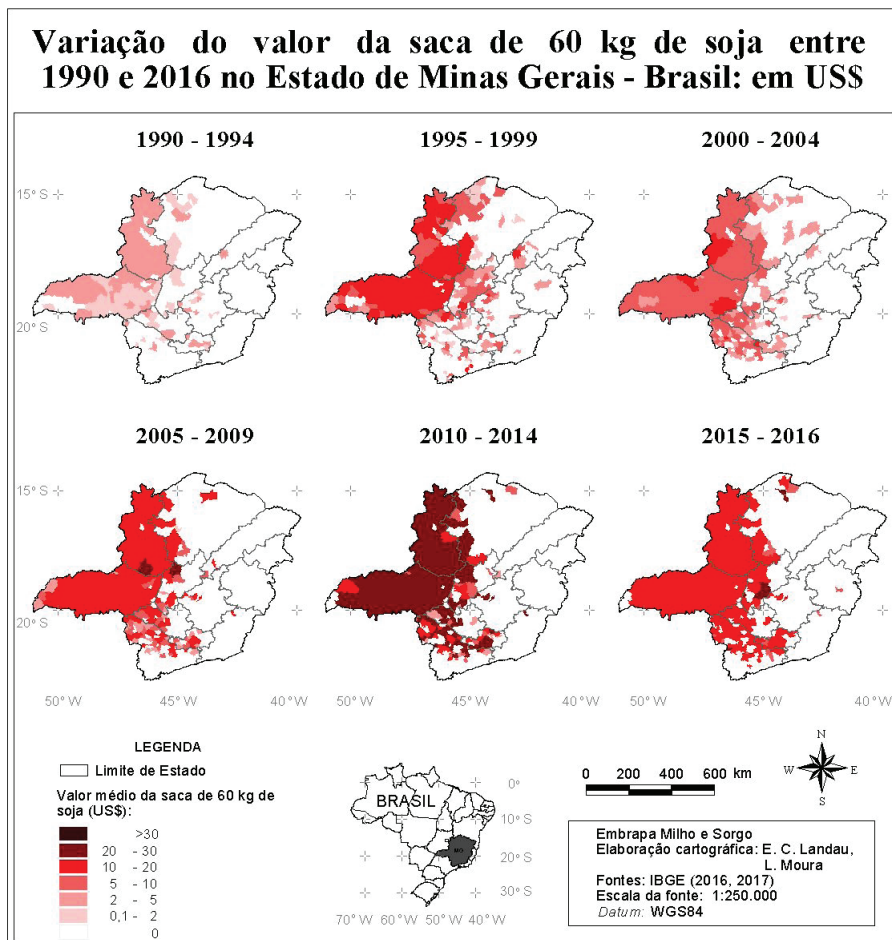 Variação do valor da saca de 60 kg de soja entre
1990 e 2016 no Estado de Minas Gerais - Brasil: em US$
1990 - 1994
1995 - 1999
2000 - 2004
15° S
20° S
2005 - 2009
2010 - 2014
2015 - 2016
15° S
20° S
50° W
45° W
40° W
50° W
45° W
40° W
50° W
45° W
40° W
LEGENDA
Limite de Estado
Valor médio da saca de 60 kg de
soja (US$):
>30
20 - 30
10 - 20
5 - 10
2 - 5
0,1 - 2
0
BRASIL
MG
0°
10° S
20° S
30° S
70° W
60° W
50° W
40° W
N
W
E
S
0 200 400 600 km
Embrapa Milho e Sorgo
Elaboração cartográfica: E. C. Landau,
L. Moura
Fontes: IBGE (2016, 2017)
Escala da fonte: 1:250.000
Datum: WGS84